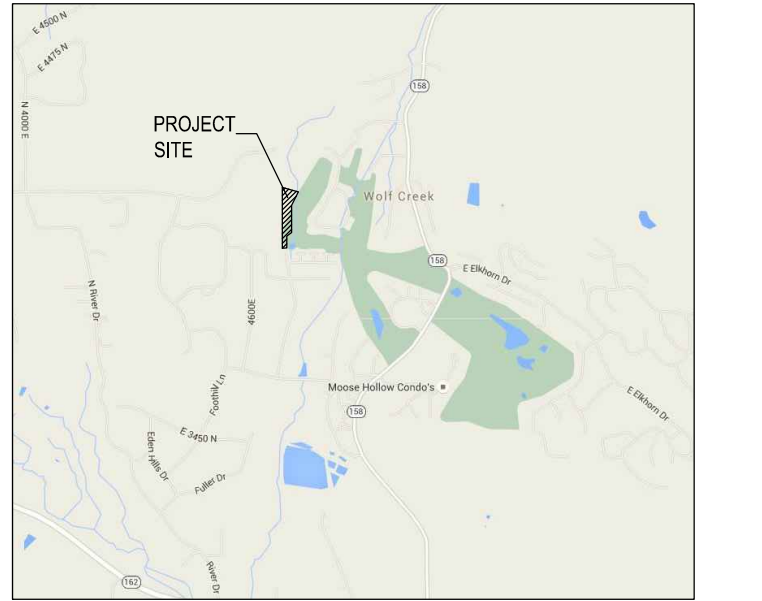 E 4500 N
E 4475 N
N 4000 E
158
PROJECT
SITE
Wolf Creek
158
E Elkhorn Dr
N River Dr
4600E
Moose Hollow Condo's
Foothill Ln
158
E Elkhorn Dr
E 3450 N
Eden Hills Dr
Fuller Dr
River Dr
162